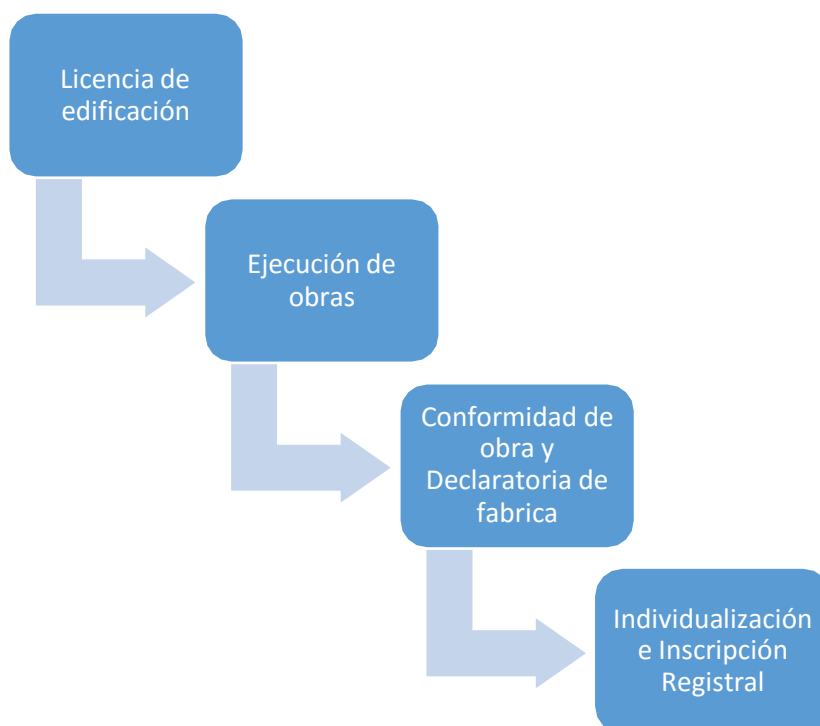 Licencia de
edificación
Ejecución de
obras
Conformidad de
obra y
Declaratoria de
fabrica
Individualización
e Inscripción
Registral